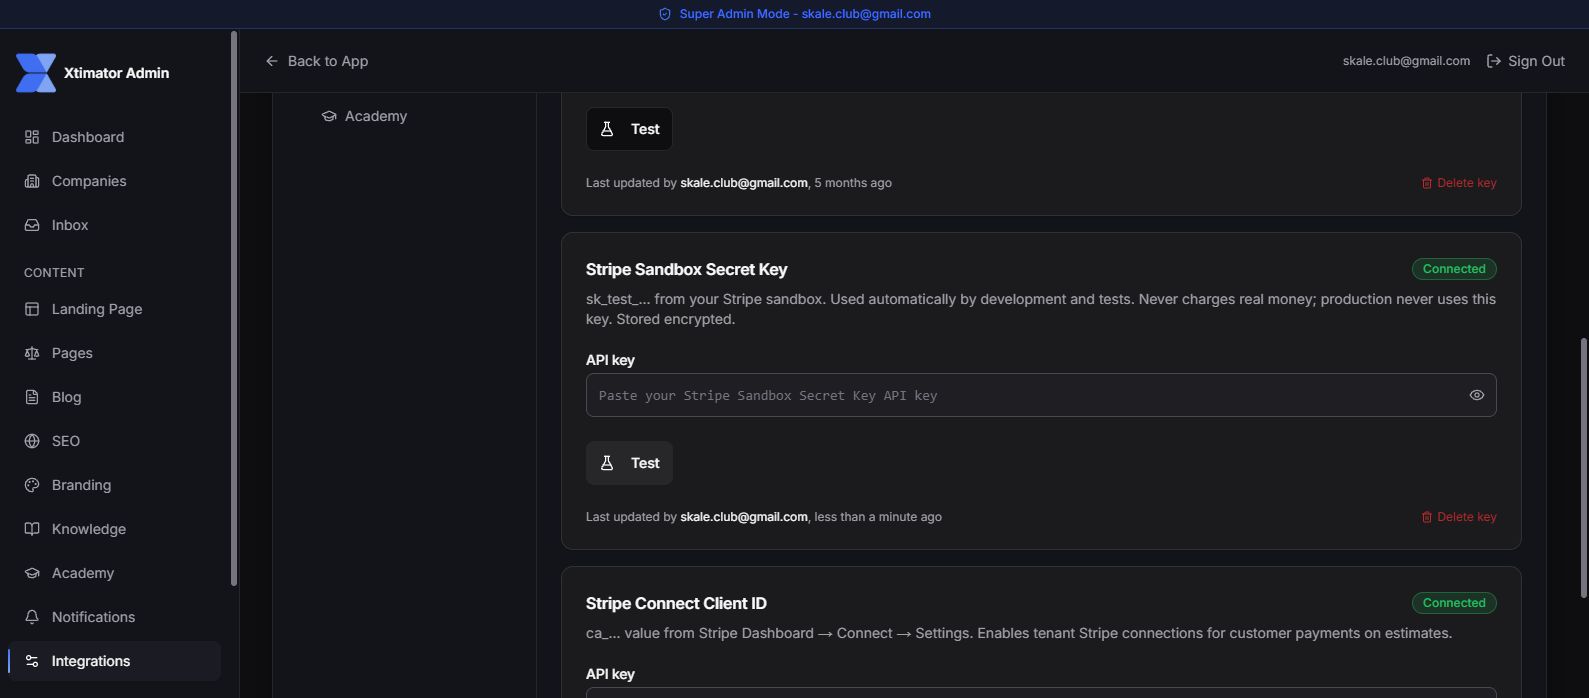 Super Admin Mode - skale.club@gmail.com
Xtimator Admin
Back to App
skale.club@gmail.com
Sign Out
Dashboard
Companies
Inbox
CONTENT
Landing Page
Pages
Blog
SEO
Branding
Knowledge
Academy
Notifications
Integrations
Academy
Test
Last updated by skale.club@gmail.com, 5 months ago
Delete key
Stripe Sandbox Secret Key
Connected
sk_test_... from your Stripe sandbox. Used automatically by development and tests. Never charges real money; production never uses this
key. Stored encrypted.
API key
Paste your Stripe Sandbox Secret Key API key
Test
Last updated by skale.club@gmail.com, less than a minute ago
Delete key
Stripe Connect Client ID
Connected
ca_... value from Stripe Dashboard → Connect → Settings. Enables tenant Stripe connections for customer payments on estimates.
API key